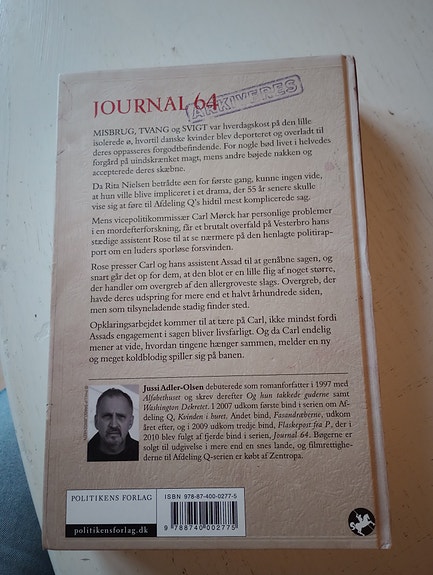 JOURNAL 64
ARKIVERES
MISBRUG, TVANG og SVIGT var hverdagskost på den lille
isolerede ø, hvortil danske kvinder blev deporteret og overladt til
deres oppasseres forgodtbefindende. For nogle bød livet i helvedes
forgård på uindskrænket magt, mens andre bøjede nakken og
accepterede deres skæbne.
Da Rita Nielsen betrådte øen for første gang, kunne ingen vide,
at hun ville blive impliceret i et drama, der 55 år senere skulle
vise sig at føre til Afdeling Q's hidtil mest komplicerede sag.
Mens vicepolitikommissær Carl Mørck har personlige problemer
i en mordefterforskning, får et brutalt overfald på Vesterbro hans
stædige assistent Rose til at se nærmere på den henlagte politirap-
port om en luders sporløse forsvinden.
Rose presser Carl og hans assistent Assad til at genåbne sagen, og
snart går det op for dem, at den blot er en lille flig af noget større,
der handler om overgreb af den allergroveste slags. Overgreb, der
havde deres udspring for mere end et halvt århundrede siden,
men som tilsyneladende stadig finder sted.
Opklaringsarbejdet kommer til at tære på Carl, ikke mindst fordi
Assads engagement i sagen bliver livsfarligt. Og da Carl endelig
mener at vide, hvordan tingene hænger sammen, melder en ny
og meget koldblodig spiller sig på banen.
Jussi Adler-Olsen debuterede som romanforfatter i 1997 med
Alfabethuset og skrev derefter Og hun takkede guderne samt
Washington Dekretet. I 2007 udkom første bind i serien om Af-
deling Q, Kvinden i buret. Andet bind, Fasandræberne, udkom
året efter, og i 2009 udkom tredje bind, Flaskepost fra P., der i
2010 blev fulgt af fjerde bind i serien, Journal 64. Bøgerne er
solgt til udgivelse i mere end en snes lande, og filmrettighe-
derne til Afdeling Q-serien er købt af Zentropa.
POLITIKENS FORLAG
politikensforlag.dk
ISBN 978-87-400-0277-5
9 788740 002775